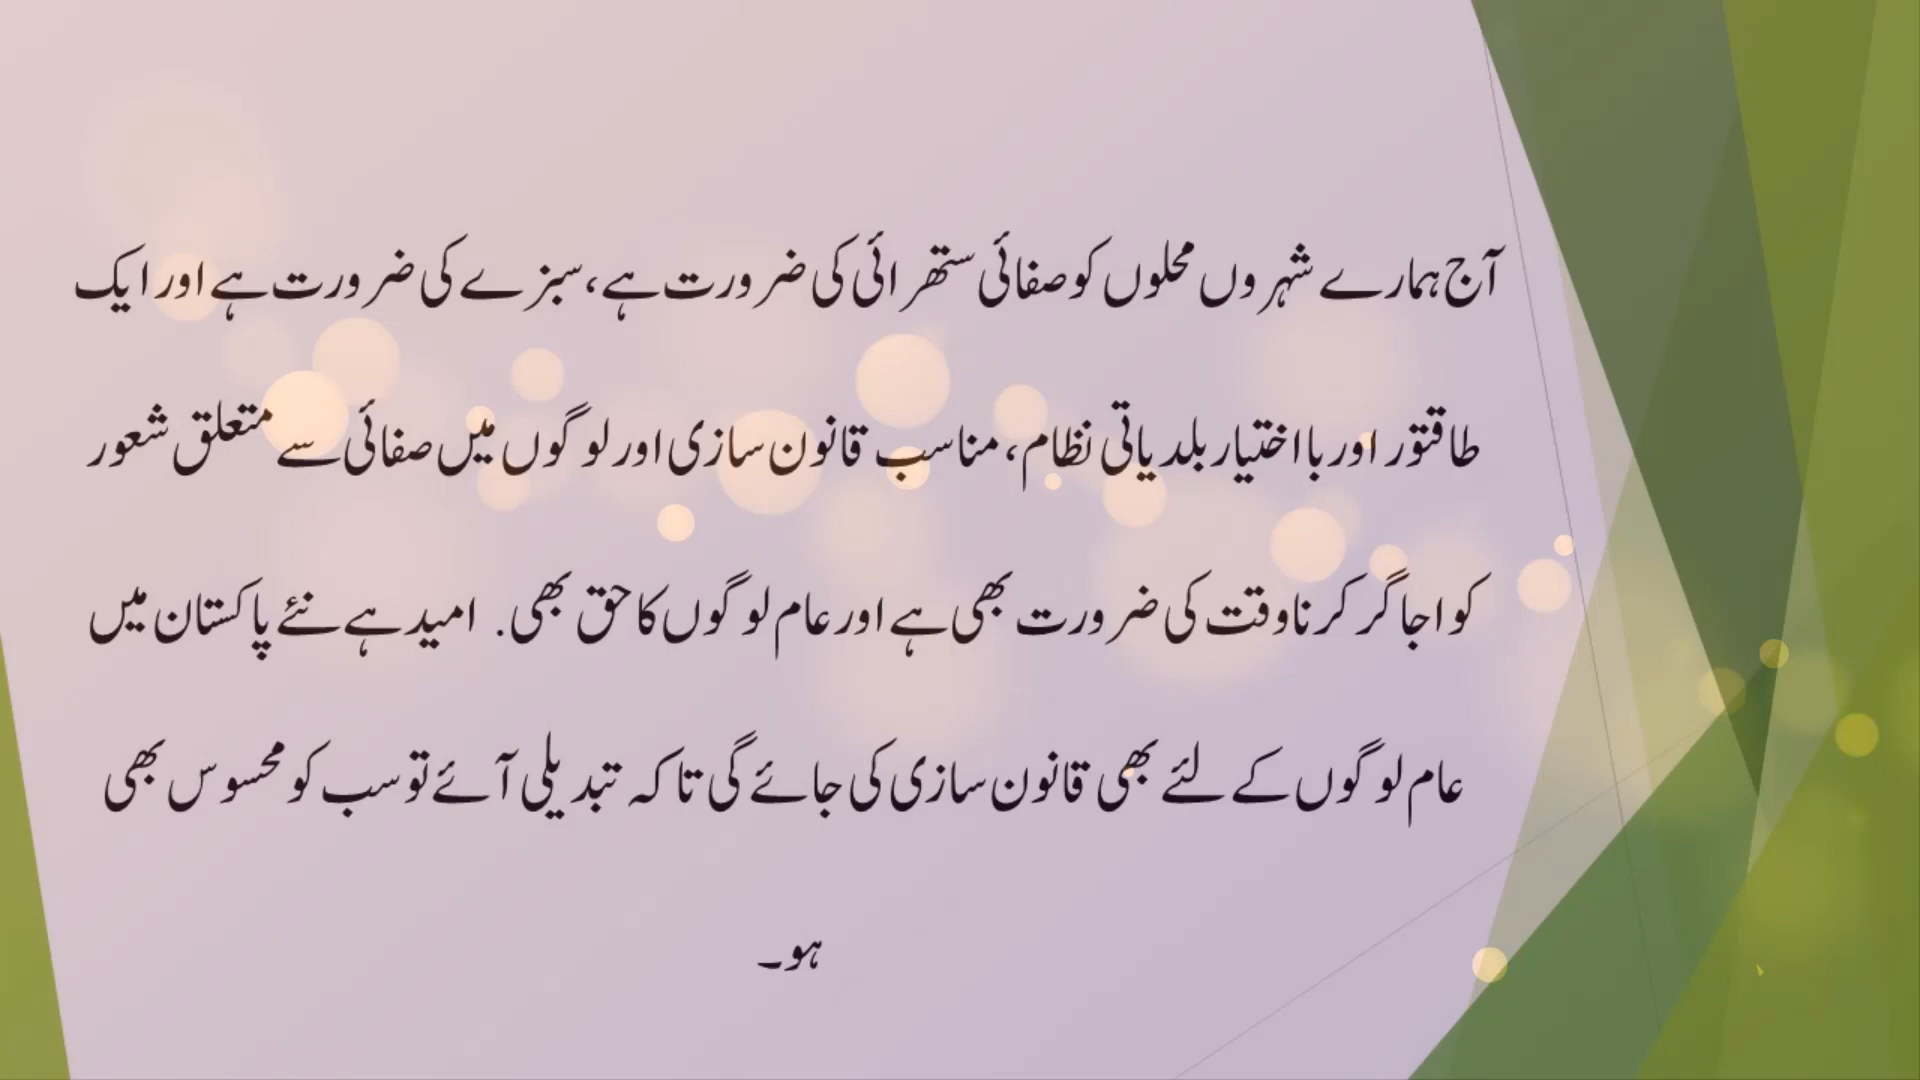 آج ہمارے شہروں محلوں کو صفائی ستھرائی کی ضرورت ہے، سبزے کی ضرورت ہے اور ایک
طاقتور اور بااختیار بلدیاتی نظام، مناسب قانون سازی اور لوگوں میں صفائی سے متعلق شعور
کو اجاگر کرنا وقت کی ضرورت بھی ہے اور عام لوگوں کا حق بھی. امید ہے نئے پاکستان میں
عام لوگوں کے لئے بھی قانون سازی کی جائے گی تاکہ تبدیلی آئے تو سب کو محسوس بھی
ہو۔